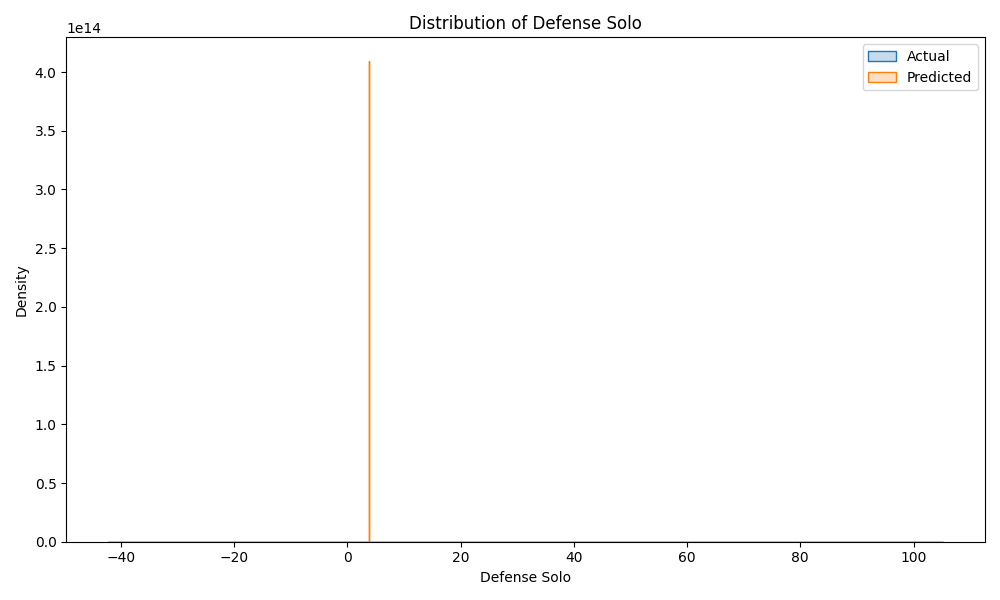 Distribution of Defense Solo
1e14
Actual
Predicted
4.0
3.5
3.0
2.5
2.0
1.5
1.0
0.5
0.0
Density
−40 −20 0 20 40 60 80 100
Defense Solo